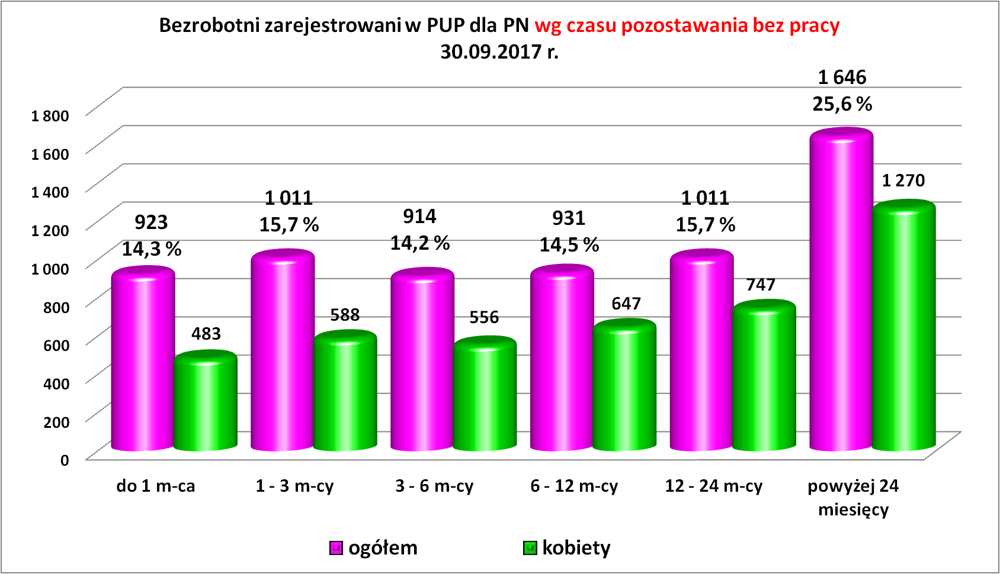 Bezrobotni zarejestrowani w PUP dla PN wg czasu pozostawania bez pracy
30.09.2017 r.
1 800
1 600
1 400
1 200
1 000
800
600
400
200
0
923
14,3 %
483
1 011
15,7 %
588
914
14,2 %
556
931
14,5 %
647
1 011
15,7 %
747
1 646
25,6 %
1 270
do 1 m-ca
1 - 3 m-cy
3 - 6 m-cy
6 - 12 m-cy
12 - 24 m-cy
powyżej 24
miesięcy
ogółem
kobiety